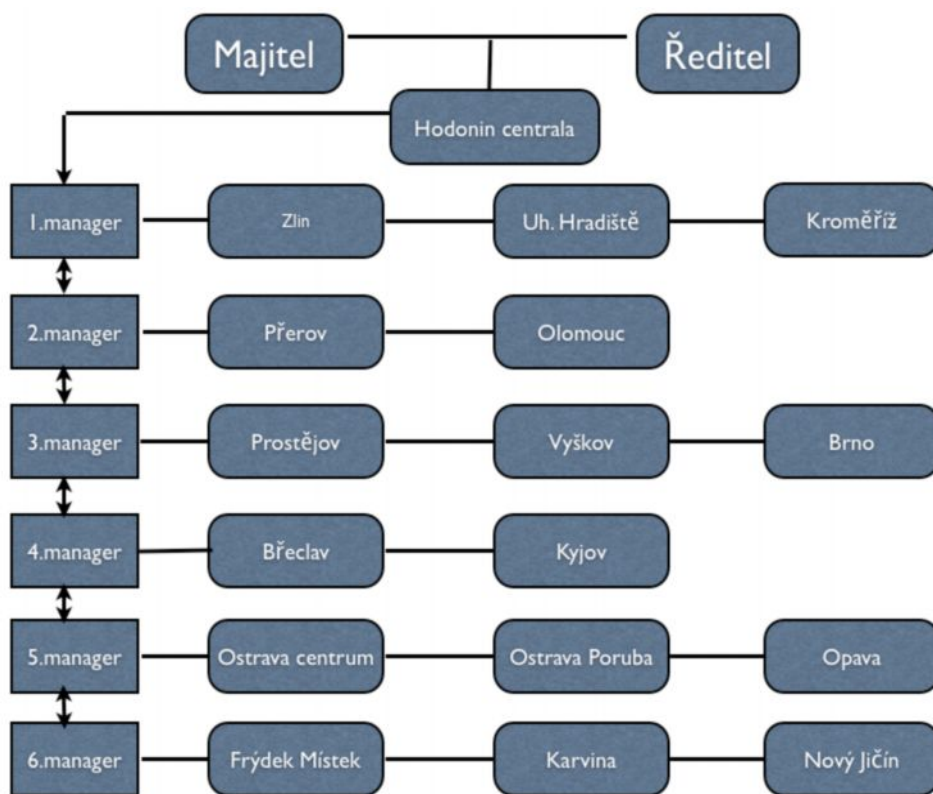 Majitel
Ředitel
Hodonin centrala
1.manager
Zlin
Uh. Hradiště
Kroměříž
2.manager
Přerov
Olomouc
3.manager
Prostějov
Vyškov
Brno
4.manager
Břeclav
Kyjov
5.manager
Ostrava centrum
Ostrava Poruba
Opava
6.manager
Frýdek Místek
Karvina
Nový Jičín